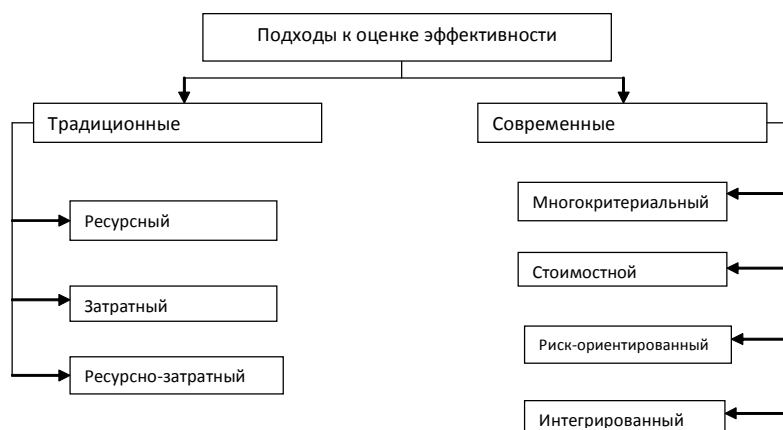 Подходы к оценке эффективности
Традиционные
Современные
Ресурсный
Затратный
Ресурсно-затратный
Многокритериальный
Стоимостной
Риск-ориентированный
Интегрированный